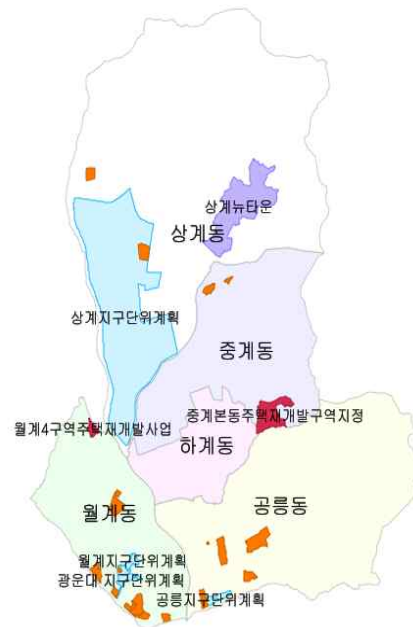 상계뉴타운
상계동
상계지구단위계획
중계동
중계본동주택재개발구역지정
월계4구역주택재개발사업
하계동
월계동
공릉동
월계지구단위계획
광운대 지구단위계획
공릉지구단위계획